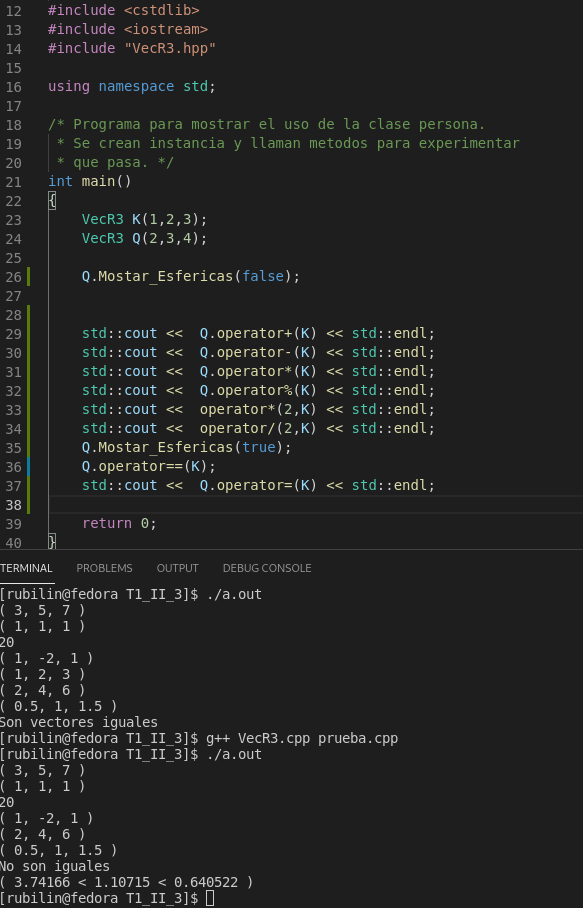 12 #include <cstdlib>
13 #include <iostream>
14 #include "VecR3.hpp"
15
16 using namespace std;
17
18 /* Programa para mostrar el uso de la clase persona.
19  * Se crean instancia y llaman metodos para experimentar
20  * que pasa. */
21 int main()
22 {
23     VecR3 K(1,2,3);
24     VecR3 Q(2,3,4);
25
26     Q.Mostar_Esfericas(false);
27
28
29     std::cout <<  Q.operator+(K) << std::endl;
30     std::cout <<  Q.operator-(K) << std::endl;
31     std::cout <<  Q.operator*(K) << std::endl;
32     std::cout <<  Q.operator%(K) << std::endl;
33     std::cout <<  operator*(2,K) << std::endl;
34     std::cout <<  operator/(2,K) << std::endl;
35     Q.Mostar_Esfericas(true);
36     Q.operator==(K);
37     std::cout <<  Q.operator=(K) << std::endl;
38
39     return 0;
40 }
TERMINAL PROBLEMS OUTPUT DEBUG CONSOLE
[rubilin@fedora T1_II_3]$ ./a.out
( 3, 5, 7 )
( 1, 1, 1 )
20
( 1, -2, 1 )
( 1, 2, 3 )
( 2, 4, 6 )
( 0.5, 1, 1.5 )
Son vectores iguales
[rubilin@fedora T1_II_3]$ g++ VecR3.cpp prueba.cpp
[rubilin@fedora T1_II_3]$ ./a.out
( 3, 5, 7 )
( 1, 1, 1 )
20
( 1, -2, 1 )
( 2, 4, 6 )
( 0.5, 1, 1.5 )
No son iguales
( 3.74166 < 1.10715 < 0.640522 )
[rubilin@fedora T1_II_3]$